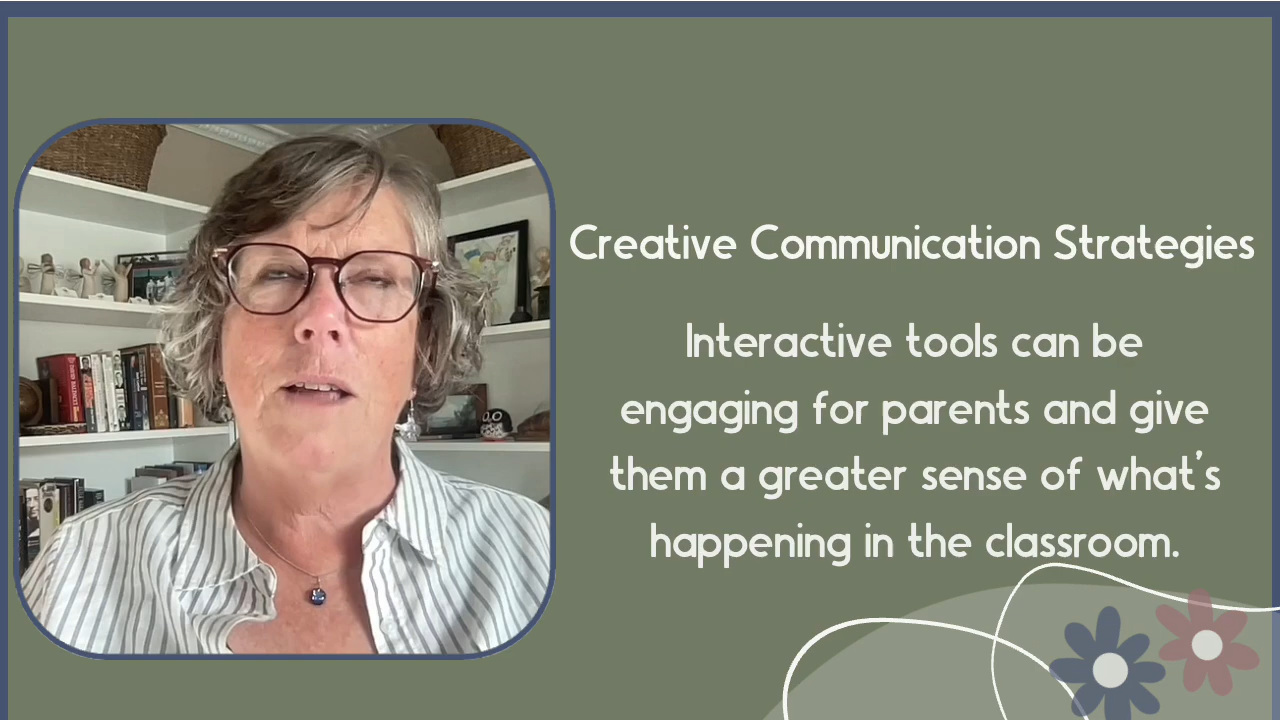 Creative Communication Strategies
Interactive tools can be
engaging for parents and give
them a greater sense of what's
happening in the classroom.